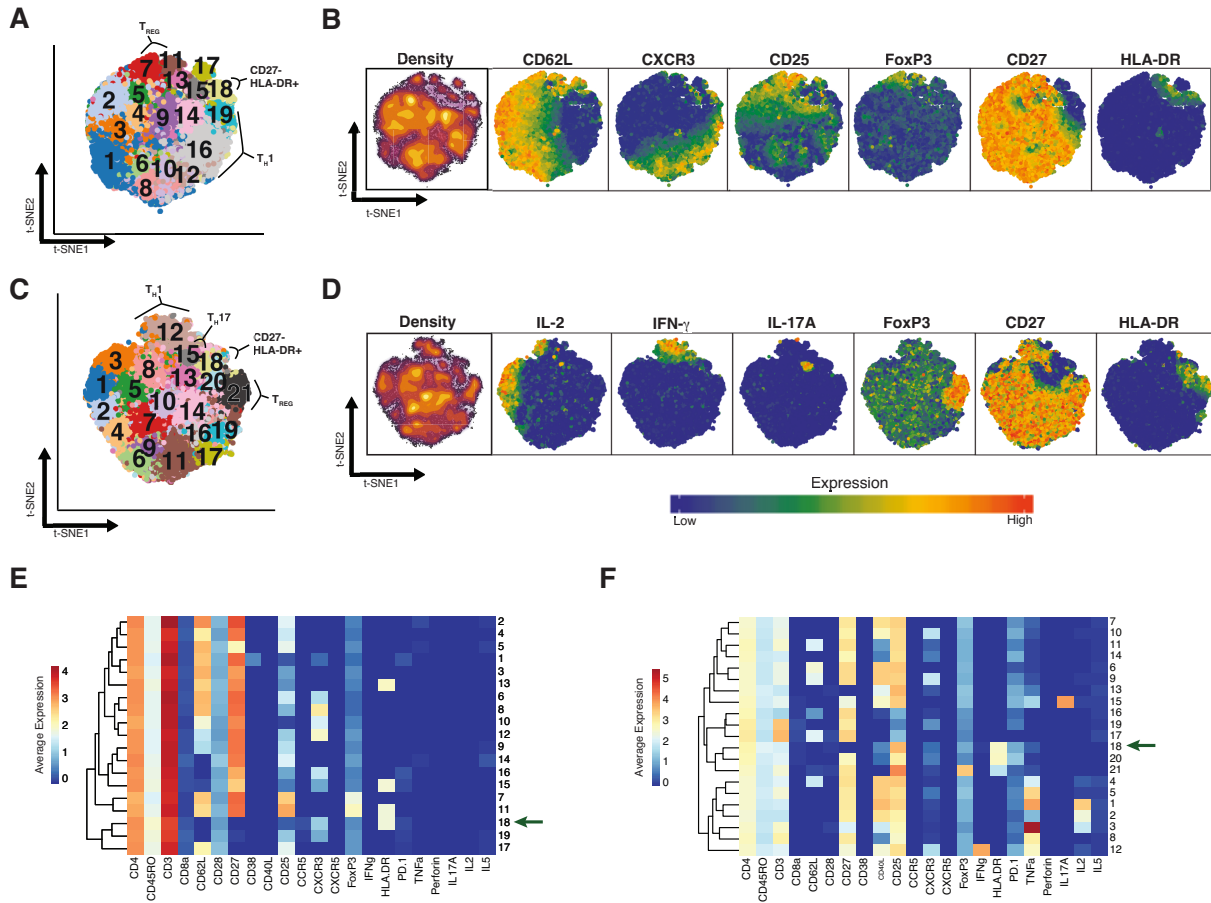 A
T_REG
11
17
7
13
CD27-
HLA-DR+
2
5
15
18
4
9
14
19
3
16
1
6
10
T_H1
8
12
t-SNE2
t-SNE1
B
Density
CD62L
CXCR3
CD25
FoxP3
CD27
HLA-DR
t-SNE2
t-SNE1
C
T_H1
T_H17
12
CD27-
HLA-DR+
3
15
18
8
1
13
20
5
21
T_REG
2
10
14
4
7
16
19
9
6
11
17
t-SNE2
t-SNE1
D
Density
IL-2
IFN-γ
IL-17A
FoxP3
CD27
HLA-DR
t-SNE2
t-SNE1
Expression
Low
High
E
Average Expression
4
3
2
1
0
2
4
5
1
3
13
6
8
10
12
9
14
16
15
7
11
18
19
17
CD4
CD45RO
CD3
CD8a
CD62L
CD28
CD27
CD38
CD40L
CD25
CCR5
CXCR3
CXCR5
FoxP3
IFNg
HLA.DR
PD.1
TNFa
Perforin
IL17A
IL2
IL5
F
Average Expression
5
4
3
2
1
0
7
10
11
14
6
9
13
15
16
19
17
18
20
21
4
5
1
2
3
8
12
CD4
CD45RO
CD3
CD8a
CD62L
CD28
CD27
CD38
CD40L
CD25
CCR5
CXCR3
CXCR5
FoxP3
IFNg
HLA.DR
PD.1
TNFa
Perforin
IL17A
IL2
IL5